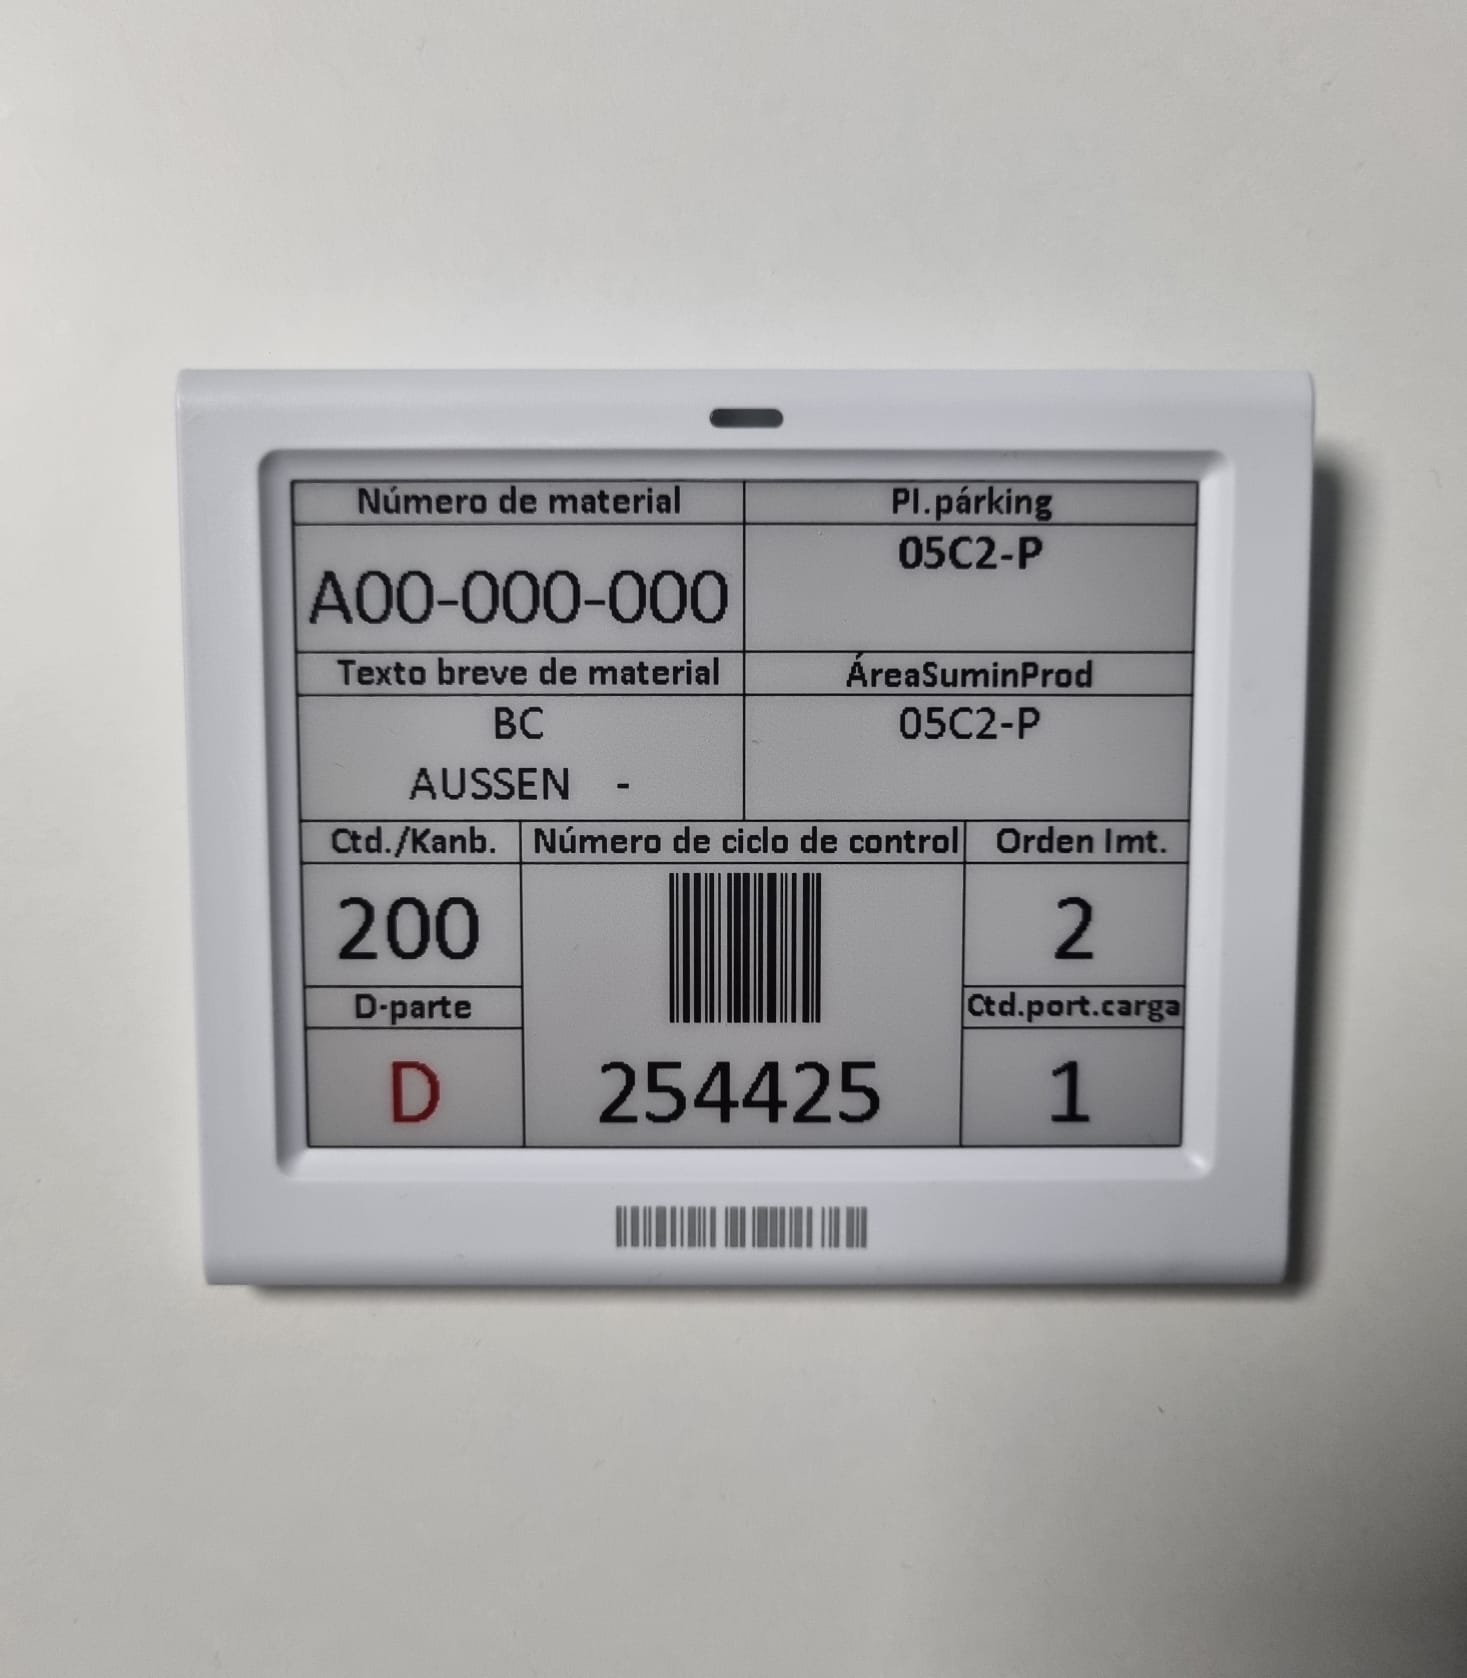 Número de material
Pl.párking
A00-000-000
05C2-P
Texto breve de material
ÁreaSuminProd
BC
AUSSEN -
05C2-P
Ctd./Kanb.
Número de ciclo de control
Orden Imt.
200
2
D-parte
Ctd.port.carga
D
254425
1